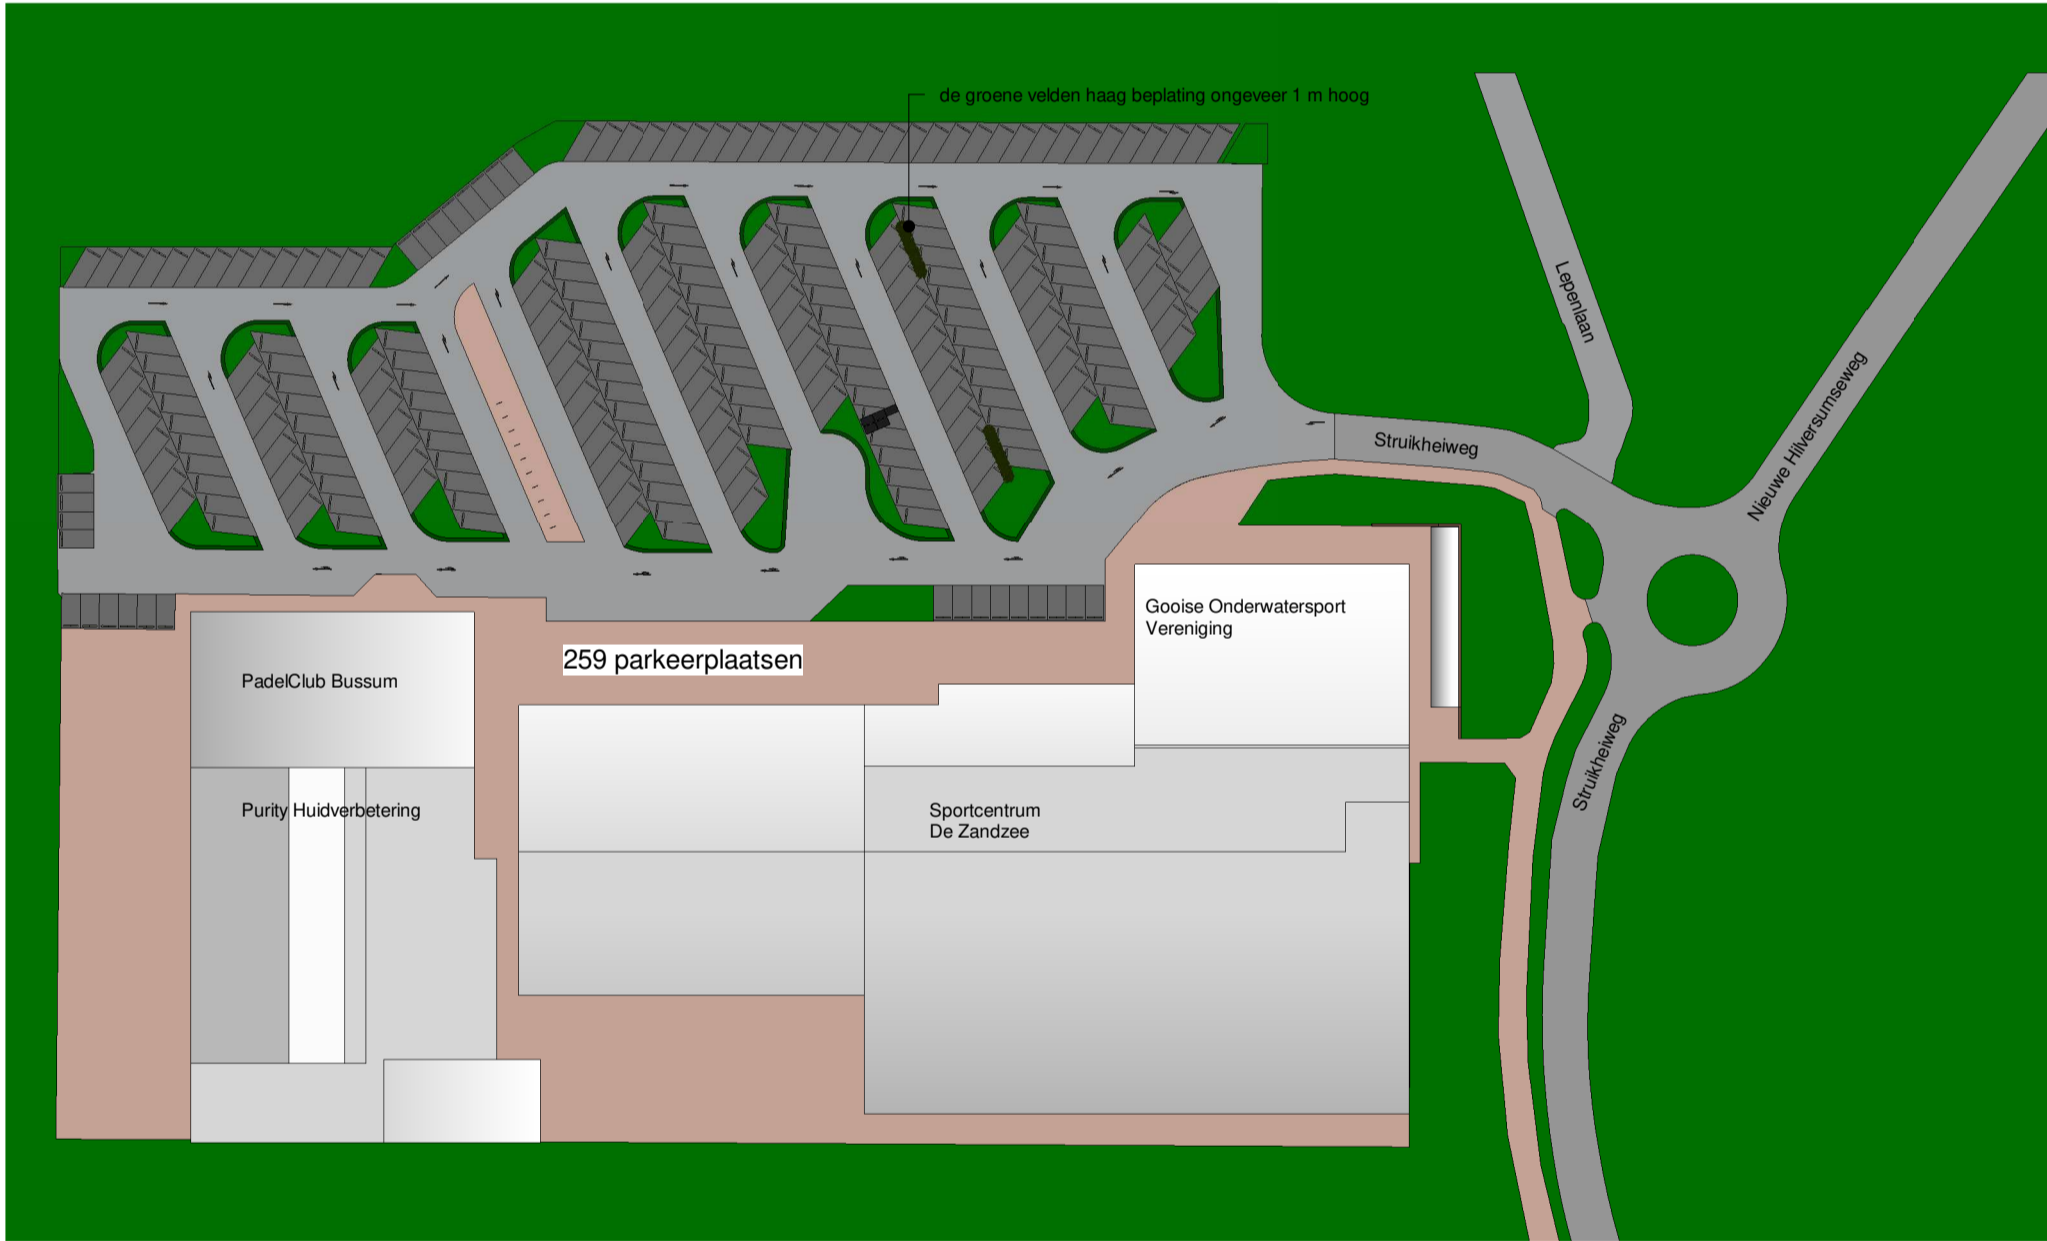 de groene velden haag beplating ongeveer 1 m hoog
Lepenlaan
Nieuwe Hilversumseweg
Struikheiweg
Gooise Onderwatersport
Vereniging
259 parkeerplaatsen
PadelClub Bussum
Struikheiweg
Purity Huidverbetering
Sportcentrum
De Zandzee